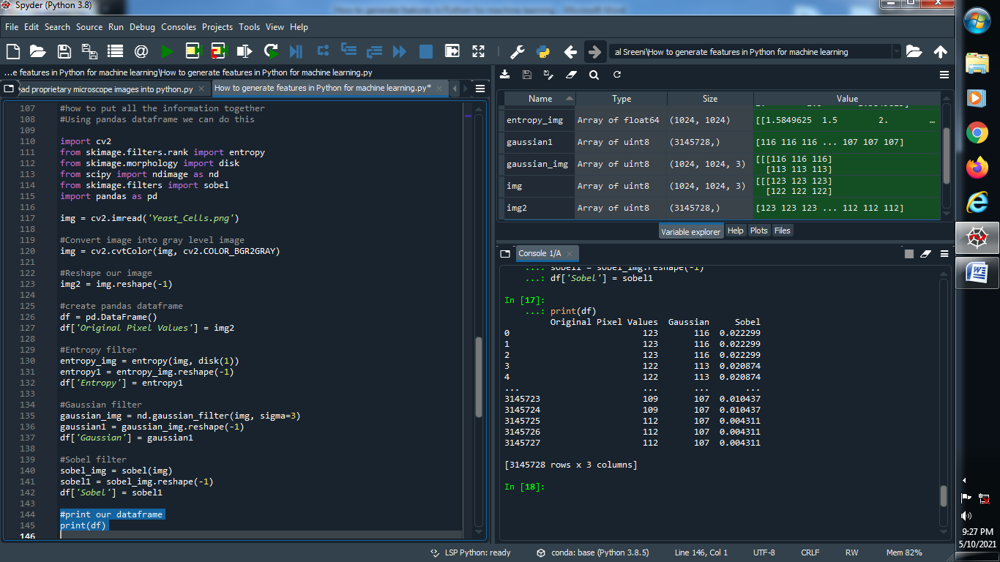 Spyder (Python 3.8)
File Edit Search Source Run Debug Consoles Projects Tools View Help
al Sreeni\How to generate features in Python for machine learning
...e features in Python for machine learning\How to generate features in Python for machine learning.py
ad proprietary microscope images into python.py
How to generate features in Python for machine learning.py*
107 #how to put all the information together
108 #Using pandas dataframe we can do this
109
110 import cv2
111 from skimage.filters.rank import entropy
112 from skimage.morphology import disk
113 from scipy import ndimage as nd
114 from skimage.filters import sobel
115 import pandas as pd
116
117 img = cv2.imread('Yeast_Cells.png')
118
119 #Convert image into gray level image
120 img = cv2.cvtColor(img, cv2.COLOR_BGR2GRAY)
121
122 #Reshape our image
123 img2 = img.reshape(-1)
124
125 #create pandas dataframe
126 df = pd.DataFrame()
127 df['Original Pixel Values'] = img2
128
129 #Entropy filter
130 entropy_img = entropy(img, disk(1))
131 entropy1 = entropy_img.reshape(-1)
132 df['Entropy'] = entropy1
133
134 #Gaussian filter
135 gaussian_img = nd.gaussian_filter(img, sigma=3)
136 gaussian1 = gaussian_img.reshape(-1)
137 df['Gaussian'] = gaussian1
138
139 #Sobel filter
140 sobel_img = sobel(img)
141 sobel1 = sobel_img.reshape(-1)
142 df['Sobel'] = sobel1
143
144 #print our dataframe
145 print(df)
146
Name Type Size Value
entropy_img Array of float64 (1024, 1024) [[1.5849625 1.5 2. ...
gaussian1 Array of uint8 (3145728,) [116 116 116 ... 107 107 107]
gaussian_img Array of uint8 (1024, 1024, 3) [[[116 116 116]
[113 113 113]
img Array of uint8 (1024, 1024, 3) [[[123 123 123]
[122 122 122]
img2 Array of uint8 (3145728,) [123 123 123 ... 112 112 112]
Variable explorer Help Plots Files
Console 1/A
...: sobel1 = sobel_img.reshape(-1)
...: df['Sobel'] = sobel1
In [17]:
...: print(df)
Original Pixel Values Gaussian Sobel
0 123 116 0.022299
1 123 116 0.022299
2 123 116 0.022299
3 122 113 0.020874
4 122 113 0.020874
... ... ... ...
3145723 109 107 0.010437
3145724 109 107 0.010437
3145725 112 107 0.004311
3145726 112 107 0.004311
3145727 112 107 0.004311
[3145728 rows x 3 columns]
In [18]:
LSP Python: ready conda: base (Python 3.8.5) Line 146, Col 1 UTF-8 CRLF RW Mem 82%
9:27 PM
5/10/2021